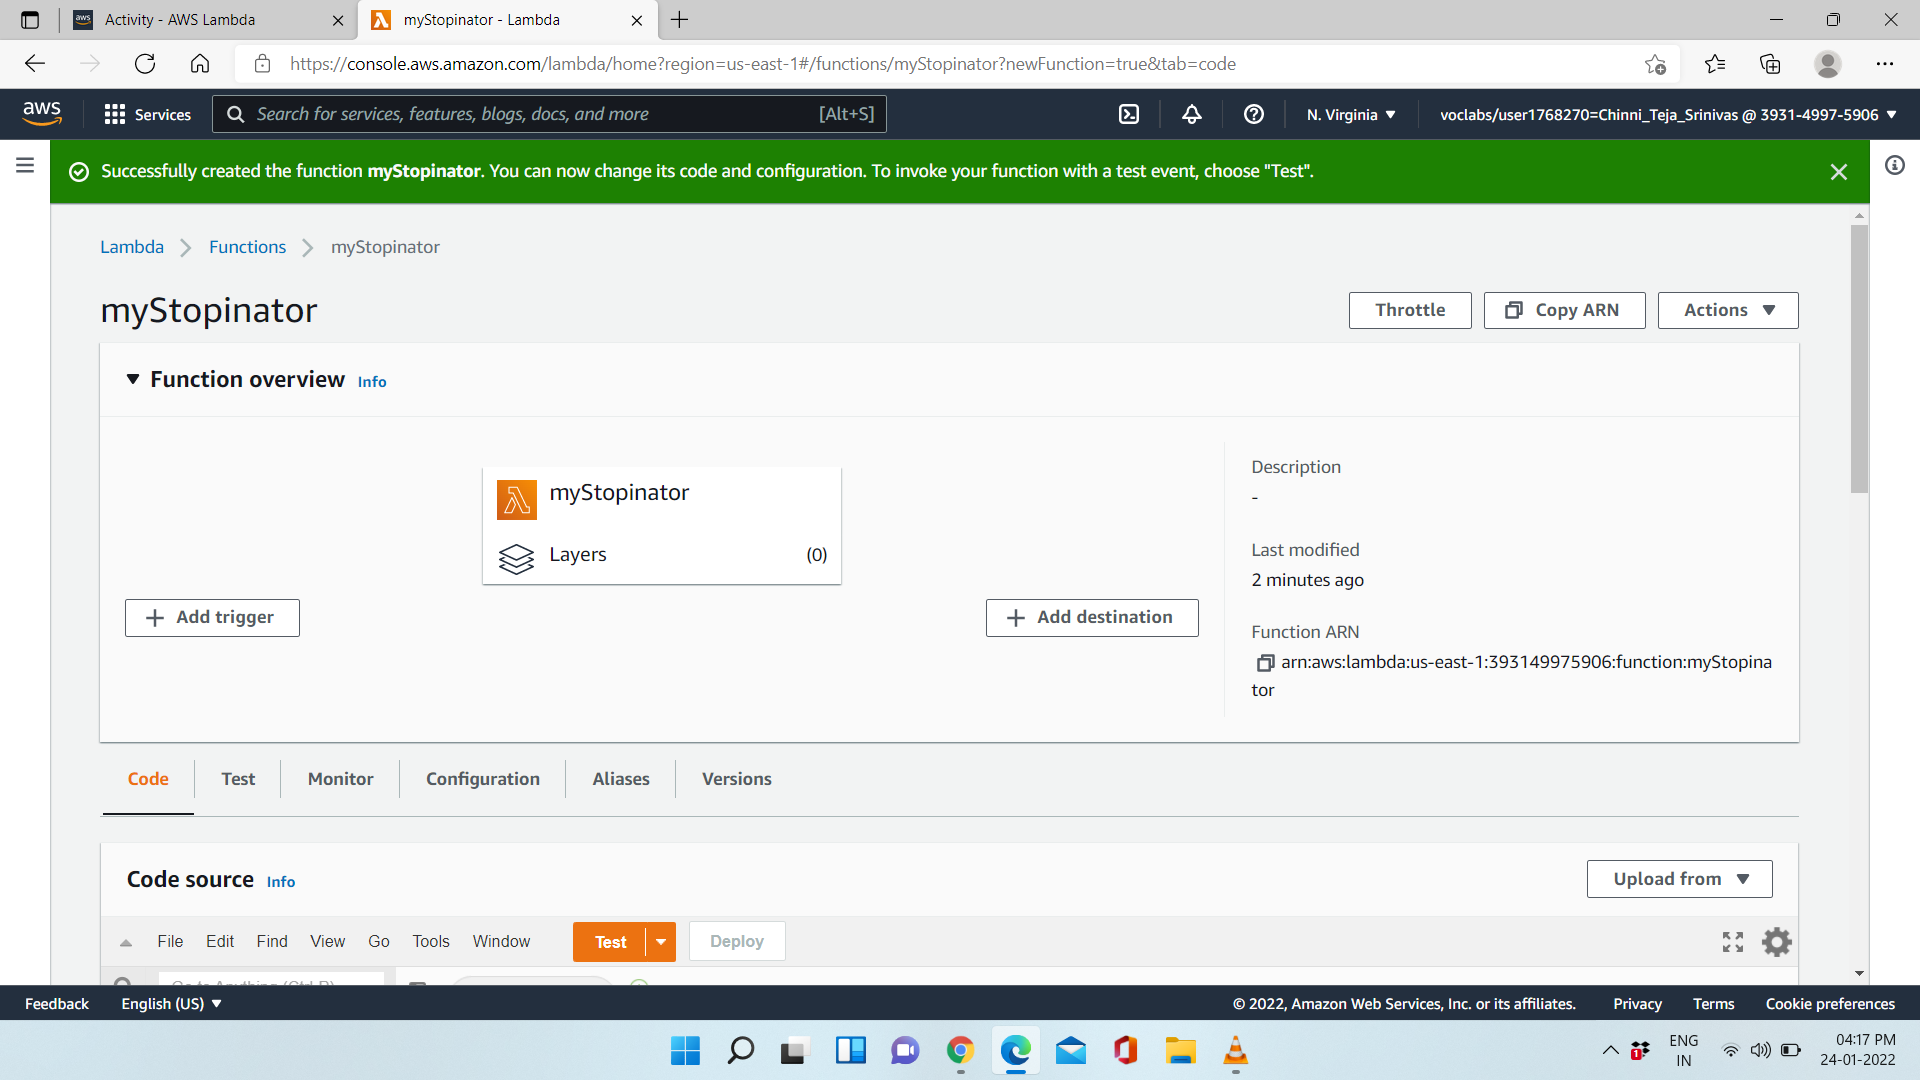 Activity - AWS Lambda
myStopinator - Lambda
https://console.aws.amazon.com/lambda/home?region=us-east-1#/functions/myStopinator?newFunction=true&tab=code
aws Services Search for services, features, blogs, docs, and more [Alt+S] N. Virginia ▼ voclabs/user1768270=Chinni_Teja_Srinivas @ 3931-4997-5906 ▼
Successfully created the function myStopinator. You can now change its code and configuration. To invoke your function with a test event, choose "Test".
Lambda > Functions > myStopinator
myStopinator
Throttle Copy ARN Actions ▼
▼ Function overview Info
myStopinator
Layers (0)
+ Add trigger
+ Add destination
Description
-
Last modified
2 minutes ago
Function ARN
arn:aws:lambda:us-east-1:393149975906:function:myStopina
tor
Code Test Monitor Configuration Aliases Versions
Code source Info
Upload from ▼
File Edit Find View Go Tools Window Test Deploy
Feedback English (US) ▼ © 2022, Amazon Web Services, Inc. or its affiliates. Privacy Terms Cookie preferences
1
ENG
IN
04:17 PM
24-01-2022